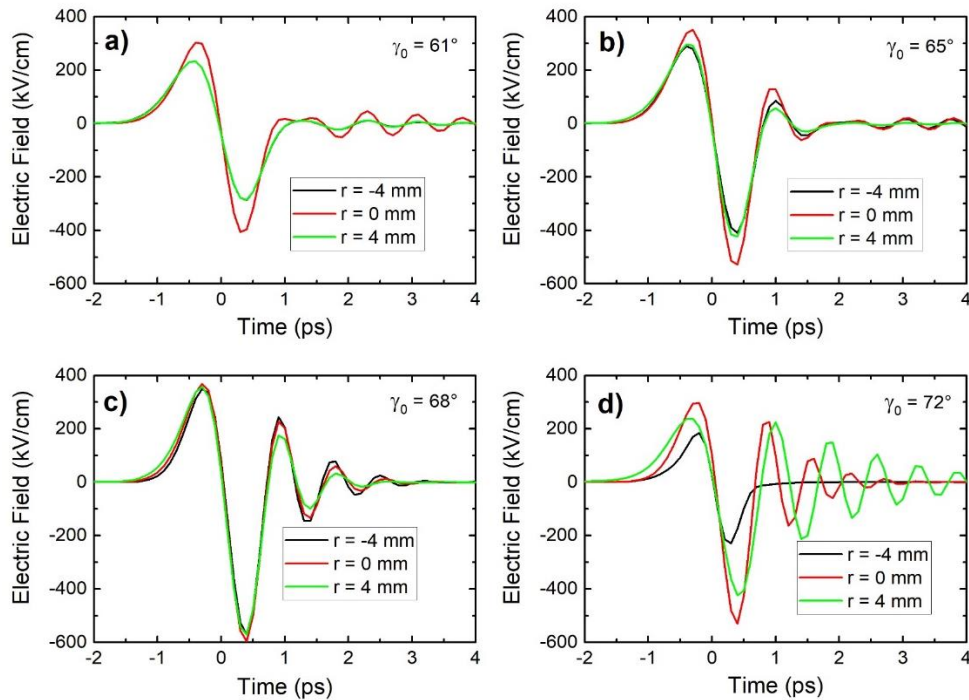 a)
γ₀ = 61°
Electric Field (kV/cm)
400
200
0
-200
-400
-600
r = -4 mm
r = 0 mm
r = 4 mm
-2 -1 0 1 2 3 4
Time (ps)
b)
γ₀ = 65°
Electric Field (kV/cm)
400
200
0
-200
-400
-600
r = -4 mm
r = 0 mm
r = 4 mm
-2 -1 0 1 2 3 4
Time (ps)
c)
γ₀ = 68°
Electric Field (kV/cm)
400
200
0
-200
-400
-600
r = -4 mm
r = 0 mm
r = 4 mm
-2 -1 0 1 2 3 4
Time (ps)
d)
γ₀ = 72°
Electric Field (kV/cm)
400
200
0
-200
-400
-600
r = -4 mm
r = 0 mm
r = 4 mm
-2 -1 0 1 2 3 4
Time (ps)